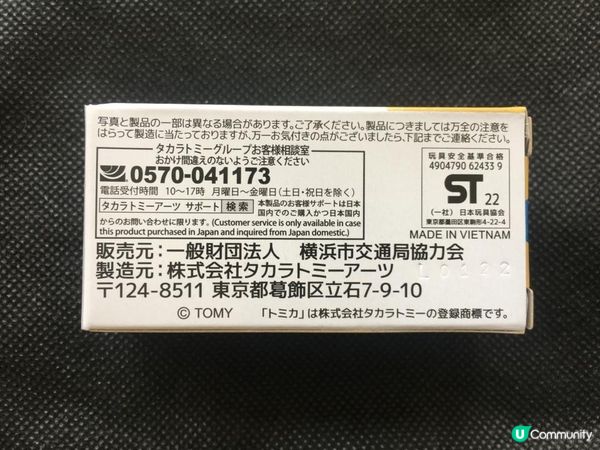 写真と製品の一部は異なる場合があります。ご了承ください。製品につきましては万全の注意を
はらって製造に当たっておりますが、万一お気付きの点がございましたら、下記までご連絡ください。
タカラトミーグループお客様相談室
おかけ間違えのないようご注意ください
0570-041173
電話受付時間 10〜17時 月曜日〜金曜日(土・日・祝日を除く)
タカラトミーアーツ サポート 検索 本製品のお客様サポートは日本
国内でのご購入かつ日本国内
からのお問い合わせに限ります。(Customer service is only available in case
this product purchased in Japan and inquired from Japan domestic.)
玩具安全基準合格
4904790 62433 9
ST 22
(一社) 日本玩具協会
東京都墨田区東駒形4-22-4
MADE IN VIETNAM
販売元:一般財団法人 横浜市交通局協力会
製造元:株式会社タカラトミーアーツ
〒124-8511 東京都葛飾区立石7-9-10
L0122
© TOMY 「トミカ」は株式会社タカラトミーの登録商標です。
U Community